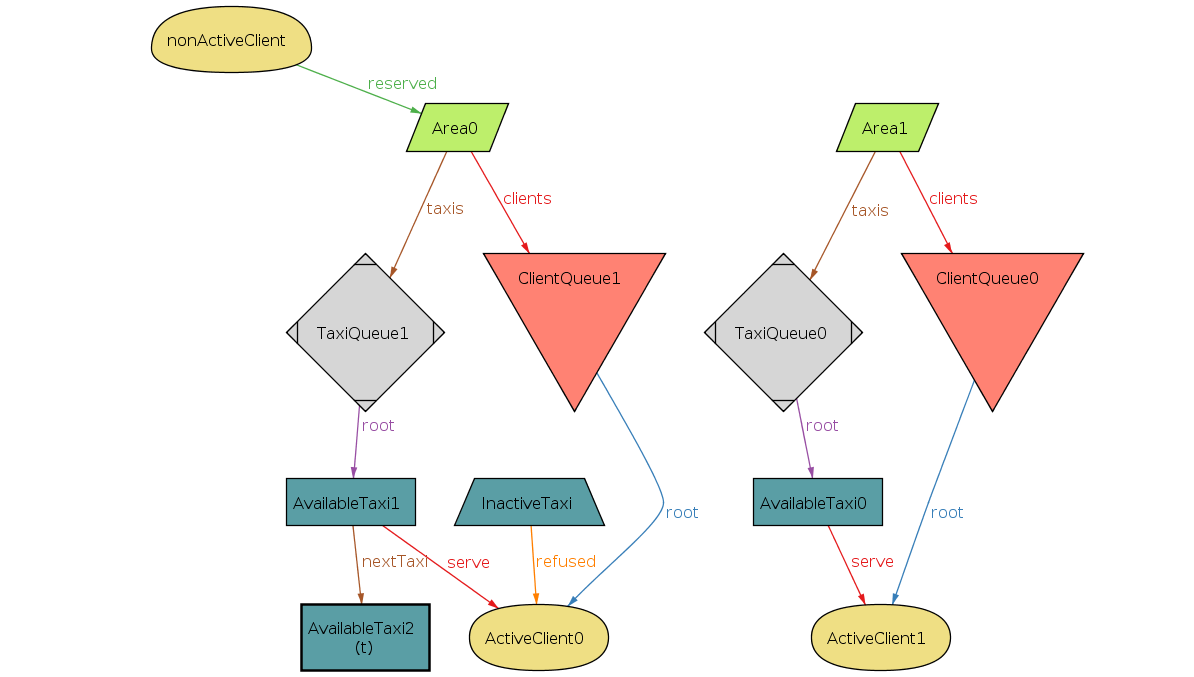 nonActiveClient
reserved
Area0
Area1
taxis
clients
taxis
clients
ClientQueue1
ClientQueue0
TaxiQueue1
TaxiQueue0
root
root
AvailableTaxi1
InactiveTaxi
AvailableTaxi0
root
root
nextTaxi
serve
refused
serve
AvailableTaxi2
(t)
ActiveClient0
ActiveClient1